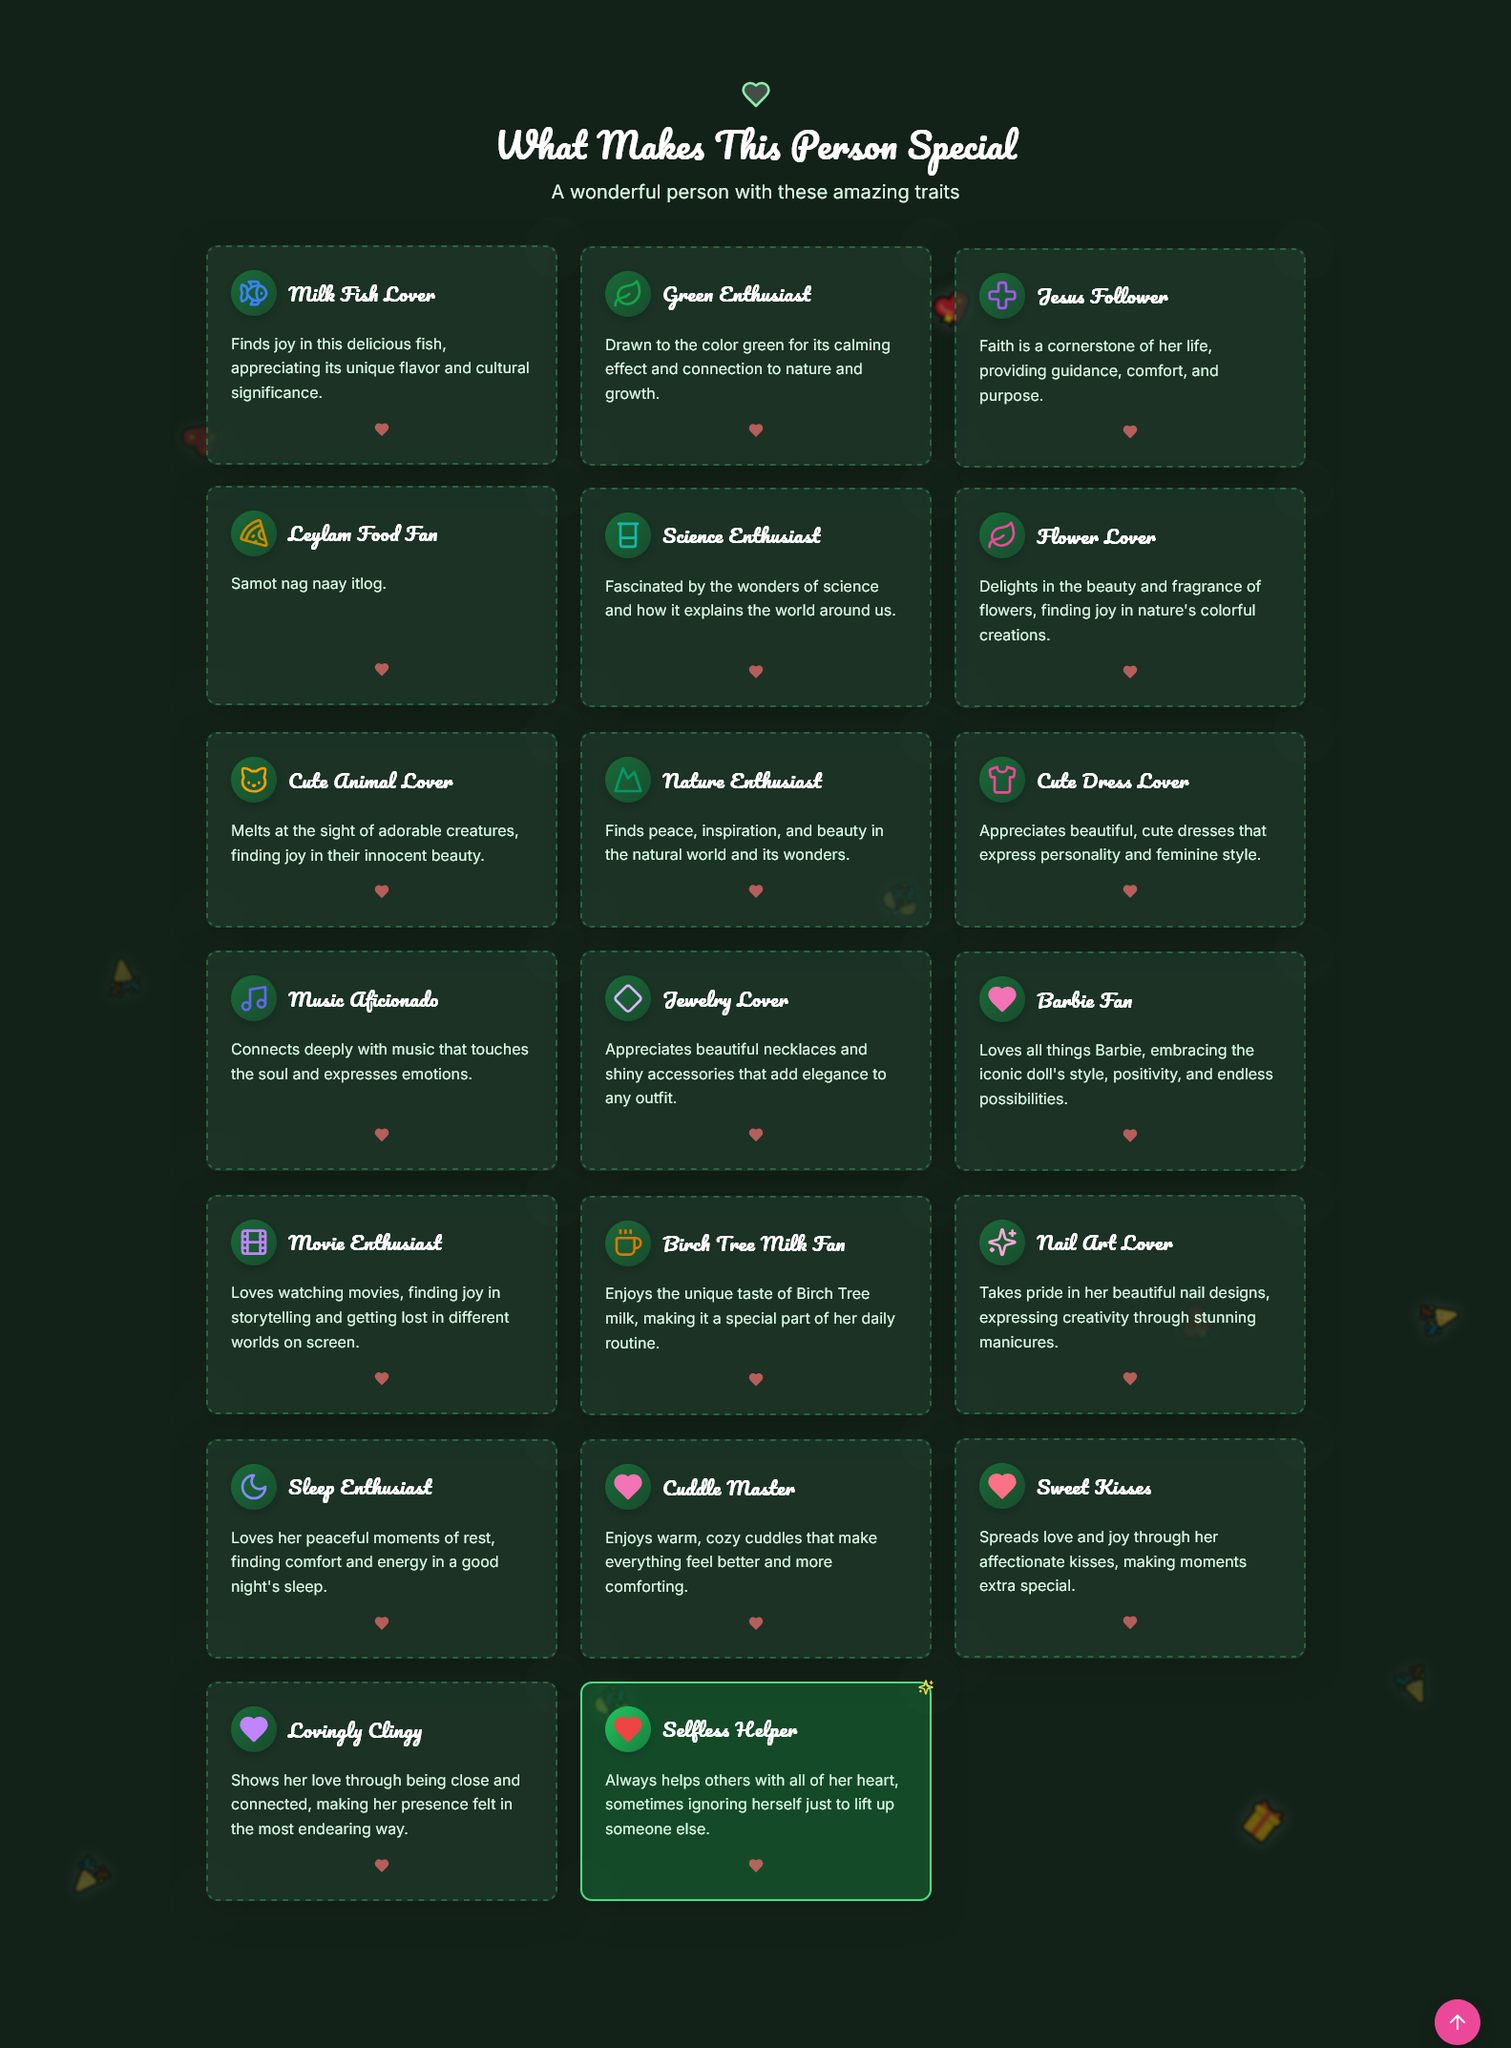 What Makes This Person Special
A wonderful person with these amazing traits
Milk Fish Lover
Finds joy in this delicious fish,
appreciating its unique flavor and cultural
significance.
Green Enthusiast
Drawn to the color green for its calming
effect and connection to nature and
growth.
Jesus Follower
Faith is a cornerstone of her life,
providing guidance, comfort, and
purpose.
Leylam Food Fan
Samot nag naay itlog.
Science Enthusiast
Fascinated by the wonders of science
and how it explains the world around us.
Flower Lover
Delights in the beauty and fragrance of
flowers, finding joy in nature's colorful
creations.
Cute Animal Lover
Melts at the sight of adorable creatures,
finding joy in their innocent beauty.
Nature Enthusiast
Finds peace, inspiration, and beauty in
the natural world and its wonders.
Cute Dress Lover
Appreciates beautiful, cute dresses that
express personality and feminine style.
Music Aficionado
Connects deeply with music that touches
the soul and expresses emotions.
Jewelry Lover
Appreciates beautiful necklaces and
shiny accessories that add elegance to
any outfit.
Barbie Fan
Loves all things Barbie, embracing the
iconic doll's style, positivity, and endless
possibilities.
Movie Enthusiast
Loves watching movies, finding joy in
storytelling and getting lost in different
worlds on screen.
Birch Tree Milk Fan
Enjoys the unique taste of Birch Tree
milk, making it a special part of her daily
routine.
Nail Art Lover
Takes pride in her beautiful nail designs,
expressing creativity through stunning
manicures.
Sleep Enthusiast
Loves her peaceful moments of rest,
finding comfort and energy in a good
night's sleep.
Cuddle Master
Enjoys warm, cozy cuddles that make
everything feel better and more
comforting.
Sweet Kisses
Spreads love and joy through her
affectionate kisses, making moments
extra special.
Lovingly Clingy
Shows her love through being close and
connected, making her presence felt in
the most endearing way.
Selfless Helper
Always helps others with all of her heart,
sometimes ignoring herself just to lift up
someone else.